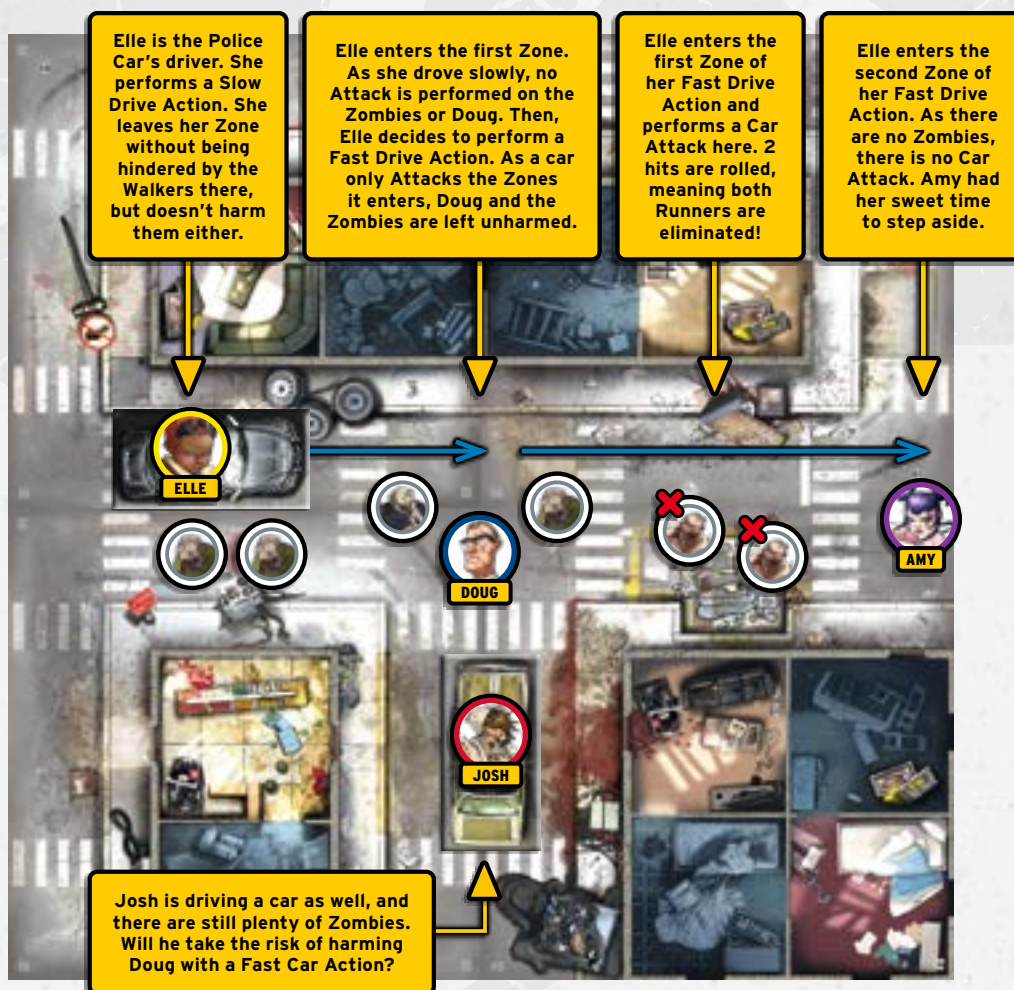 Elle is the Police
Car's driver. She
performs a Slow
Drive Action. She
leaves her Zone
without being
hindered by the
Walkers there,
but doesn't harm
them either.
Elle enters the first Zone.
As she drove slowly, no
Attack is performed on the
Zombies or Doug. Then,
Elle decides to perform a
Fast Drive Action. As a car
only Attacks the Zones
it enters, Doug and the
Zombies are left unharmed.
Elle enters the
first Zone of
her Fast Drive
Action and
performs a Car
Attack here. 2
hits are rolled,
meaning both
Runners are
eliminated!
Elle enters the
second Zone of
her Fast Drive
Action. As there
are no Zombies,
there is no Car
Attack. Amy had
her sweet time
to step aside.
ELLE
DOUG
AMY
JOSH
Josh is driving a car as well, and
there are still plenty of Zombies.
Will he take the risk of harming
Doug with a Fast Car Action?